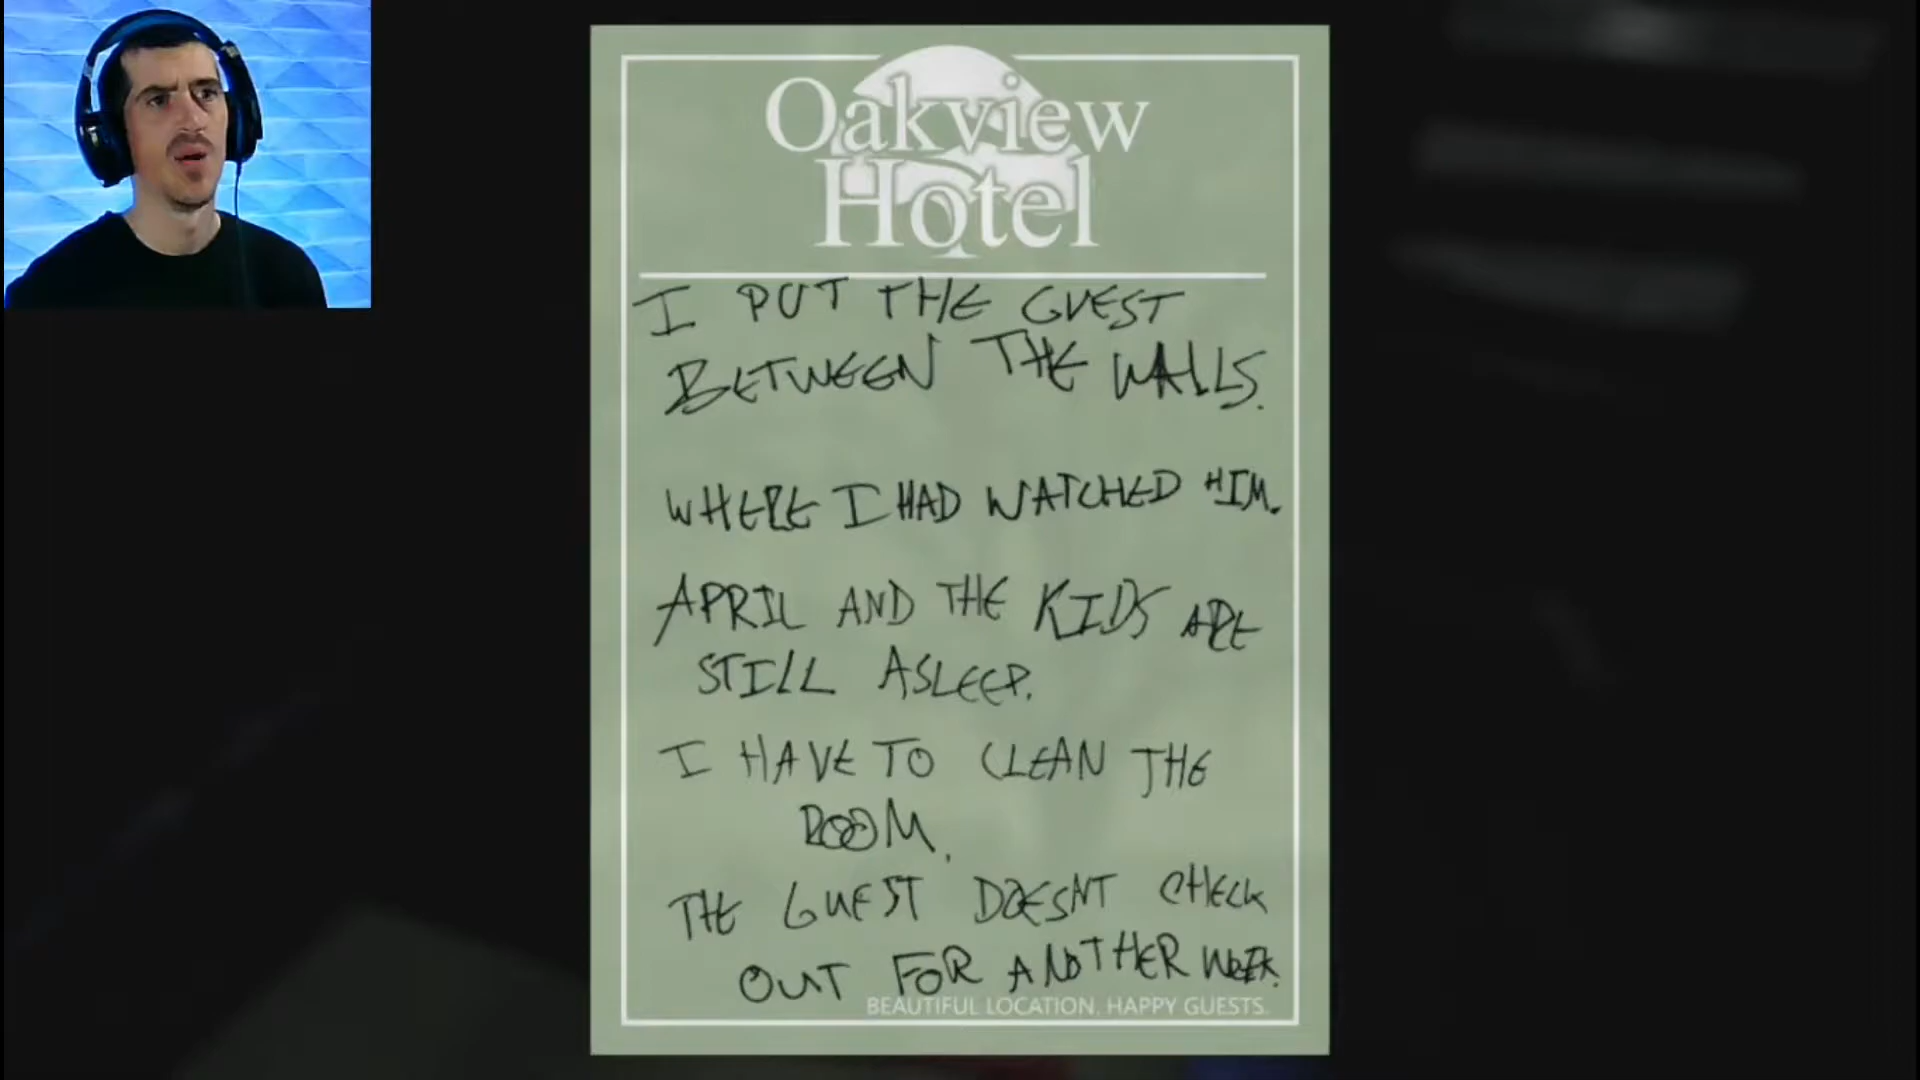 Oakview
Hotel
I PUT THE GUEST
BETWEEN THE WALLS.
WHERE I HAD WATCHED HIM.
APRIL AND THE KIDS ARE
STILL ASLEEP.
I HAVE TO CLEAN THE
ROOM.
THE GUEST DOESNT CHECK
OUT FOR ANOTHER WEEK.
BEAUTIFUL LOCATION. HAPPY GUESTS.